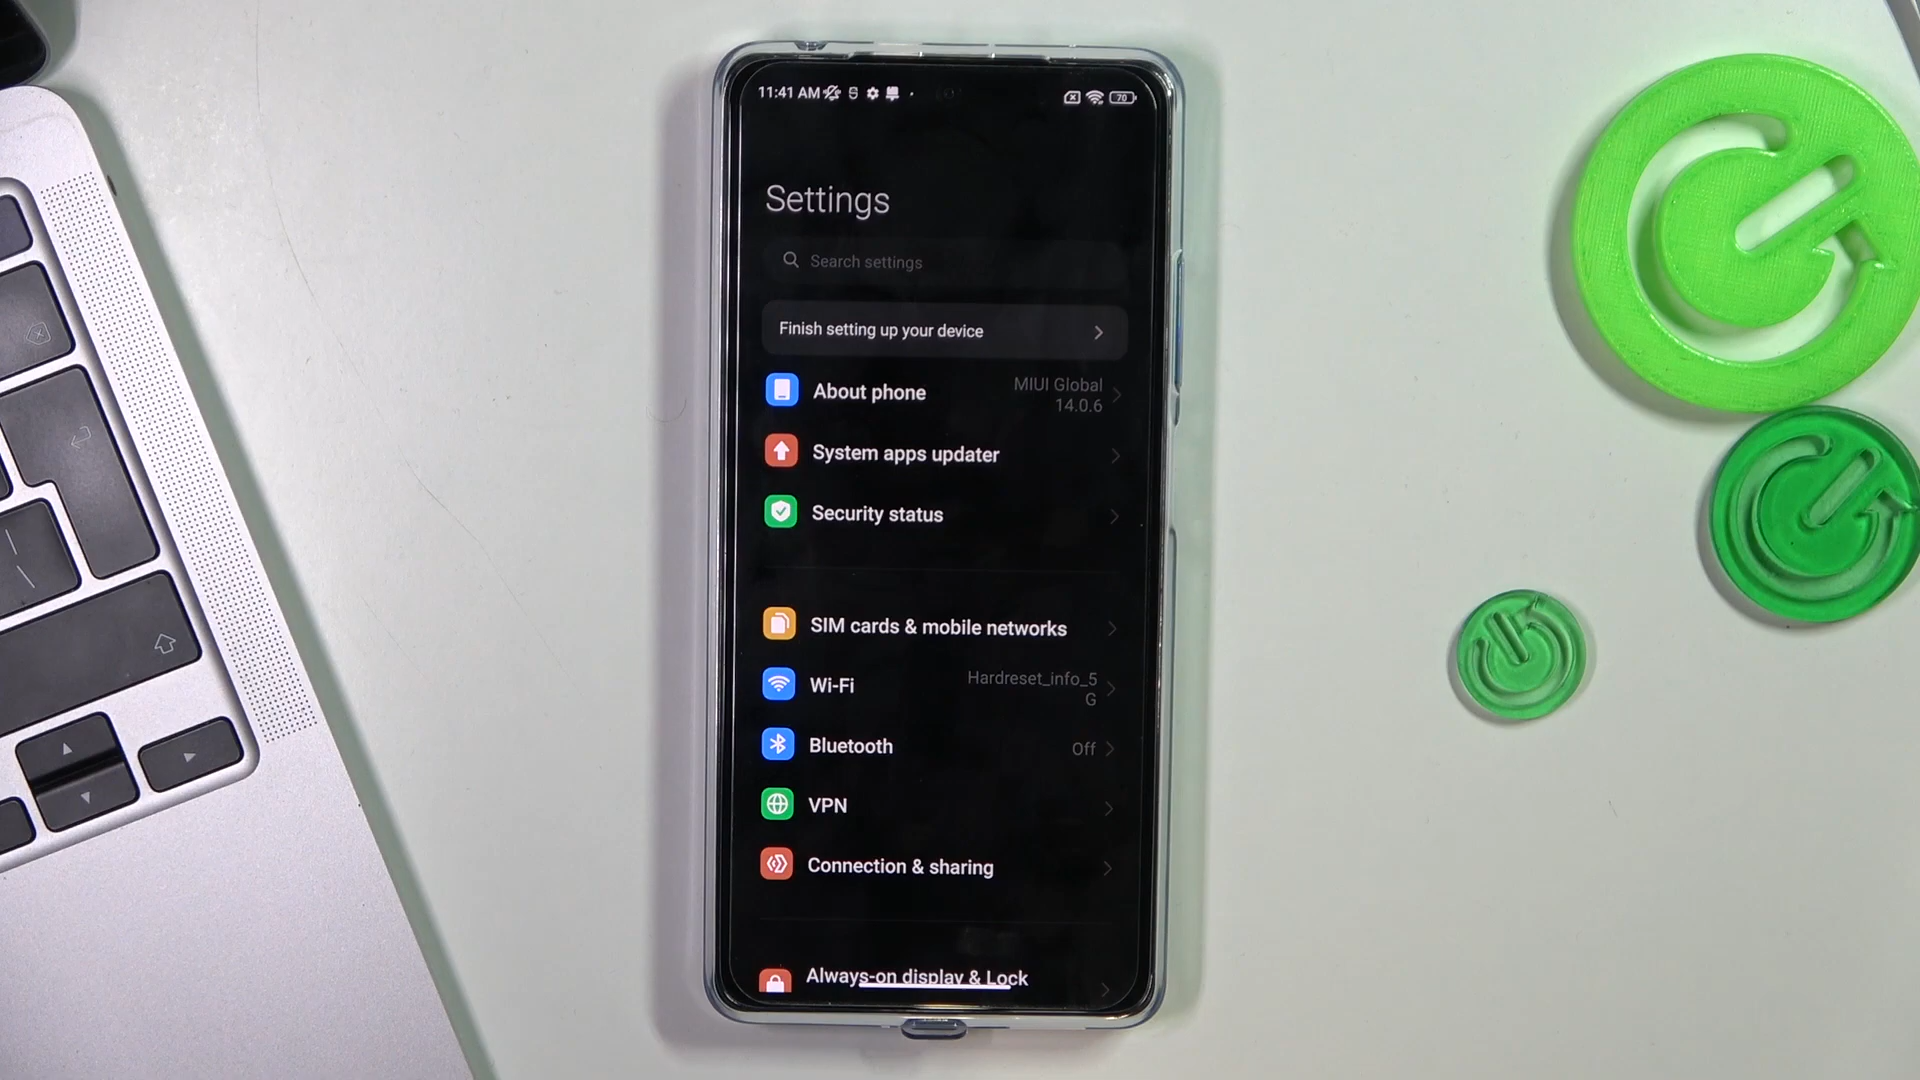 11:41 AM
70
Settings
Search settings
Finish setting up your device
About phone
MIUI Global
14.0.6
System apps updater
Security status
SIM cards & mobile networks
Wi-Fi
Hardreset_info_5
G
Bluetooth
Off
VPN
Connection & sharing
Always-on display & Lock